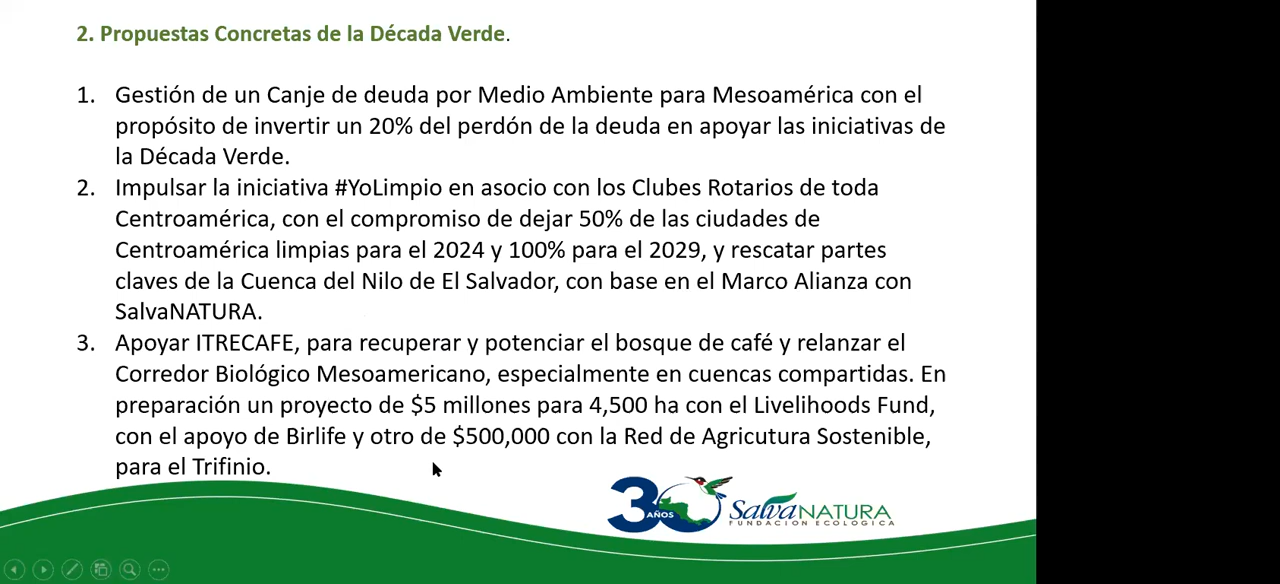 2. Propuestas Concretas de la Década Verde.
1. Gestión de un Canje de deuda por Medio Ambiente para Mesoamérica con el
propósito de invertir un 20% del perdón de la deuda en apoyar las iniciativas de
la Década Verde.
2. Impulsar la iniciativa #YoLimpio en asocio con los Clubes Rotarios de toda
Centroamérica, con el compromiso de dejar 50% de las ciudades de
Centroamérica limpias para el 2024 y 100% para el 2029, y rescatar partes
claves de la Cuenca del Nilo de El Salvador, con base en el Marco Alianza con
SalvaNATURA.
3. Apoyar ITRECAFE, para recuperar y potenciar el bosque de café y relanzar el
Corredor Biológico Mesoamericano, especialmente en cuencas compartidas. En
preparación un proyecto de $5 millones para 4,500 ha con el Livelihoods Fund,
con el apoyo de Birlife y otro de $500,000 con la Red de Agricutura Sostenible,
para el Trifinio.
30 AÑOS
SalvaNATURA
FUNDACIÓN ECOLÓGICA